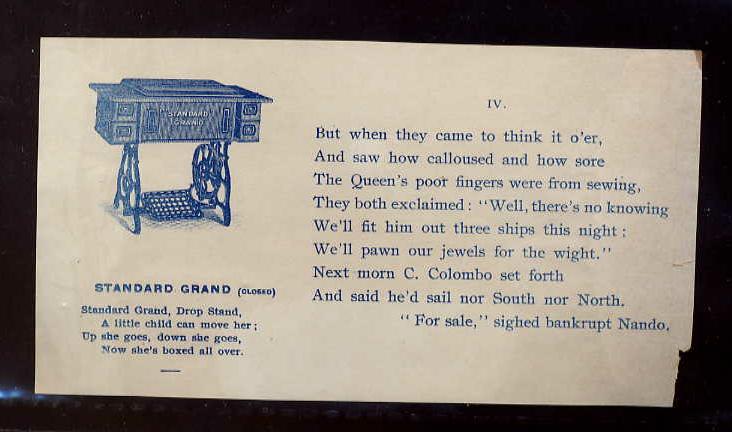 STANDARD
GRAND
STANDARD GRAND (CLOSED)
Standard Grand, Drop Stand,
A little child can move her;
Up she goes, down she goes,
Now she's boxed all over.
IV.
But when they came to think it o'er,
And saw how calloused and how sore
The Queen's poor fingers were from sewing,
They both exclaimed: "Well, there's no knowing
We'll fit him out three ships this night;
We'll pawn our jewels for the wight."
Next morn C. Colombo set forth
And said he'd sail nor South nor North.
"For sale," sighed bankrupt Nando.